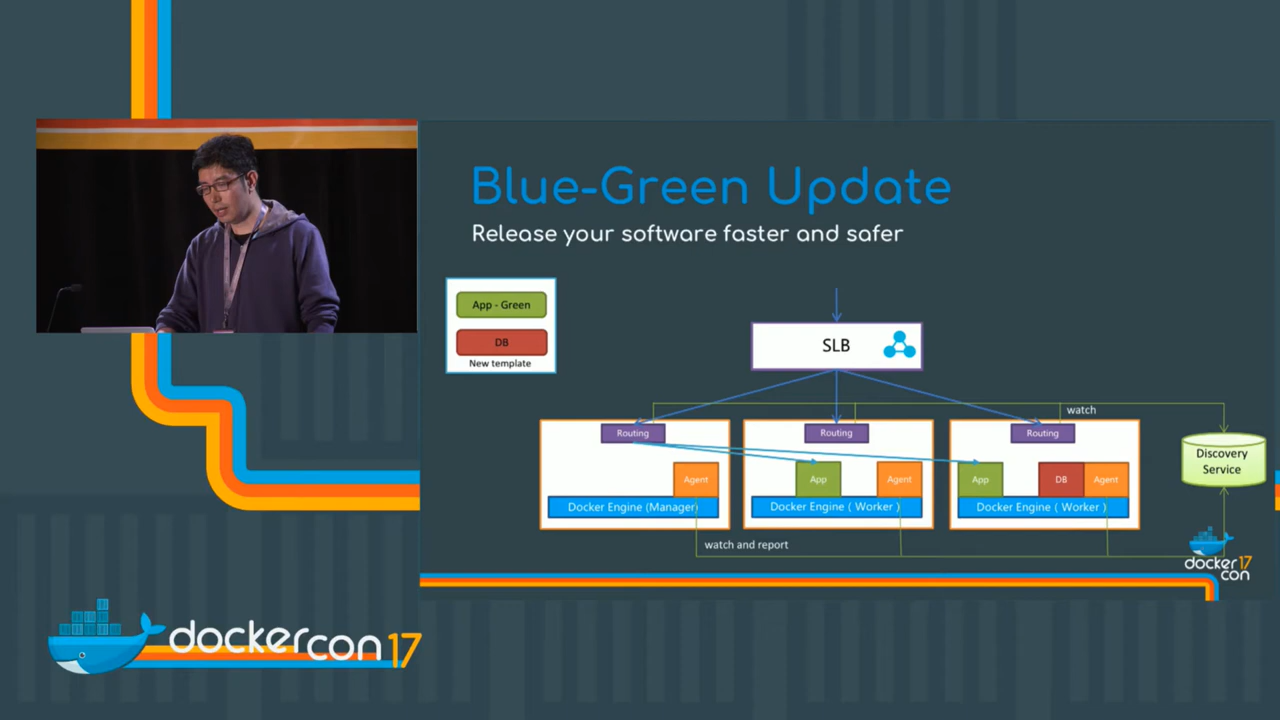 Blue-Green Update
Release your software faster and safer
App - Green
DB
New template
SLB
watch
Routing
Routing
Routing
Discovery
Service
Agent
App
Agent
App
DB
Agent
Docker Engine (Manager)
Docker Engine ( Worker )
Docker Engine ( Worker )
watch and report
docker17
con
dockercon17